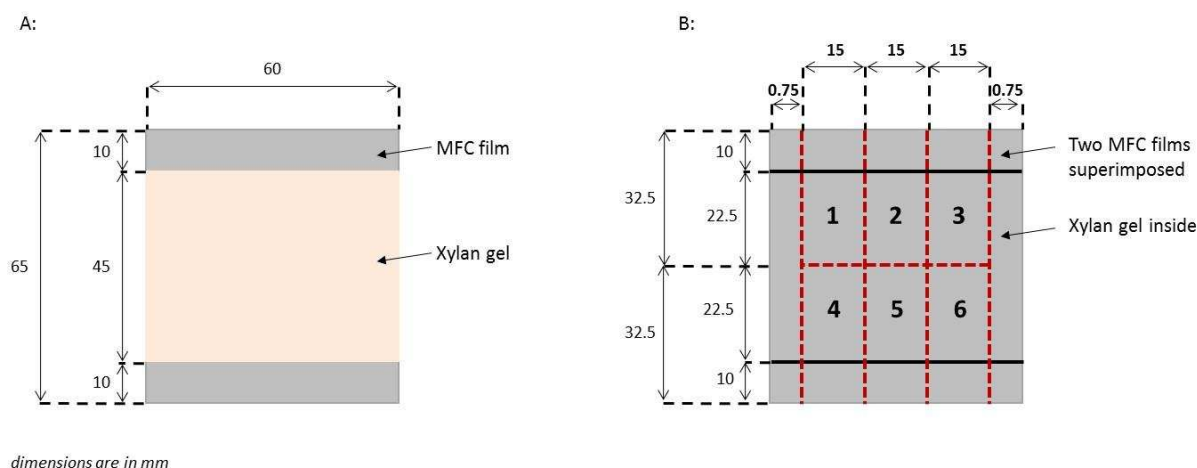 A:
60
10
MFC film
65
45
Xylan gel
10
B:
15 15 15
0.75 0.75
10
Two MFC films
superimposed
32.5
22.5
1 2 3
Xylan gel inside
4 5 6
22.5
32.5
10
dimensions are in mm